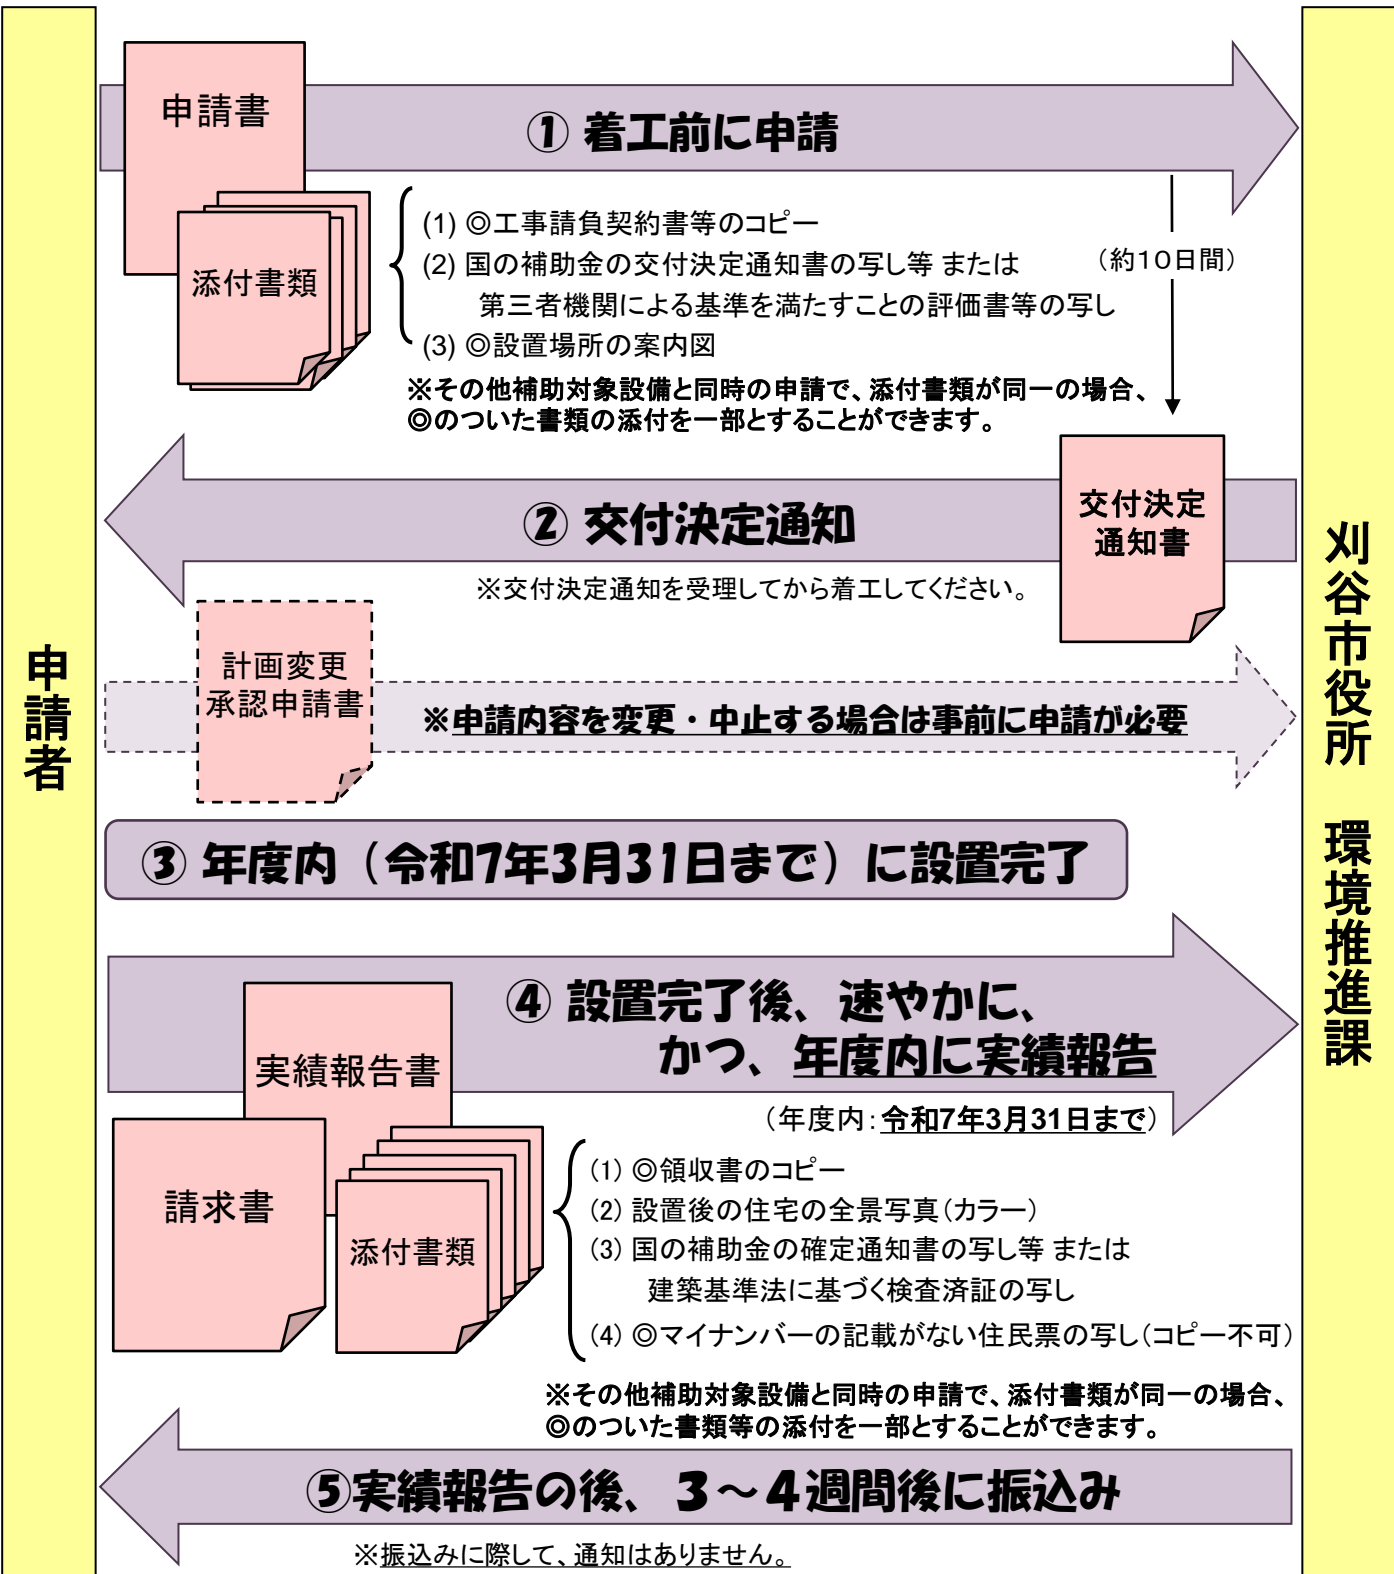 申請者
刈谷市役所 環境推進課
申請書
添付書類
① 着工前に申請
(1) ◎工事請負契約書等のコピー
(2) 国の補助金の交付決定通知書の写し等 または
第三者機関による基準を満たすことの評価書等の写し
(3) ◎設置場所の案内図
（約10日間）
※その他補助対象設備と同時の申請で、添付書類が同一の場合、
◎のついた書類の添付を一部とすることができます。
② 交付決定通知
交付決定
通知書
※交付決定通知を受理してから着工してください。
計画変更
承認申請書
※申請内容を変更・中止する場合は事前に申請が必要
③ 年度内（令和7年3月31日まで）に設置完了
④ 設置完了後、速やかに、
かつ、年度内に実績報告
（年度内：令和7年3月31日まで）
実績報告書
請求書
添付書類
(1) ◎領収書のコピー
(2) 設置後の住宅の全景写真（カラー）
(3) 国の補助金の確定通知書の写し等 または
建築基準法に基づく検査済証の写し
(4) ◎マイナンバーの記載がない住民票の写し（コピー不可）
※その他補助対象設備と同時の申請で、添付書類が同一の場合、
◎のついた書類等の添付を一部とすることができます。
⑤実績報告の後、３～４週間後に振込み
※振込みに際して、通知はありません。